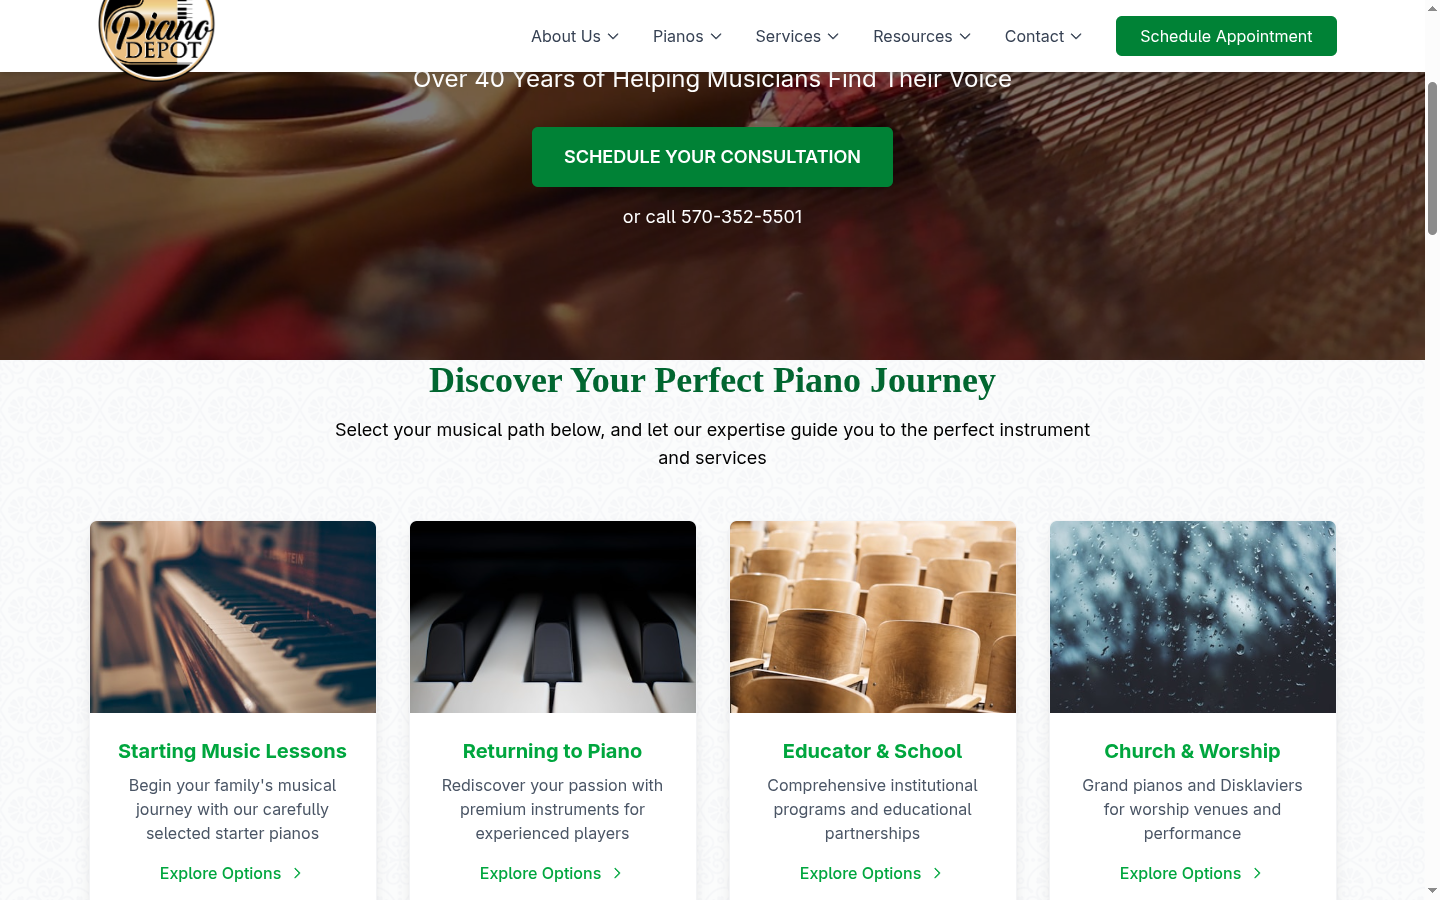 Piano
DEPOT
About Us
Pianos
Services
Resources
Contact
Schedule Appointment
Over 40 Years of Helping Musicians Find Their Voice
SCHEDULE YOUR CONSULTATION
or call 570-352-5501
Discover Your Perfect Piano Journey
Select your musical path below, and let our expertise guide you to the perfect instrument
and services
Starting Music Lessons
Begin your family's musical
journey with our carefully
selected starter pianos
Explore Options
Returning to Piano
Rediscover your passion with
premium instruments for
experienced players
Explore Options
Educator & School
Comprehensive institutional
programs and educational
partnerships
Explore Options
Church & Worship
Grand pianos and Disklaviers
for worship venues and
performance
Explore Options